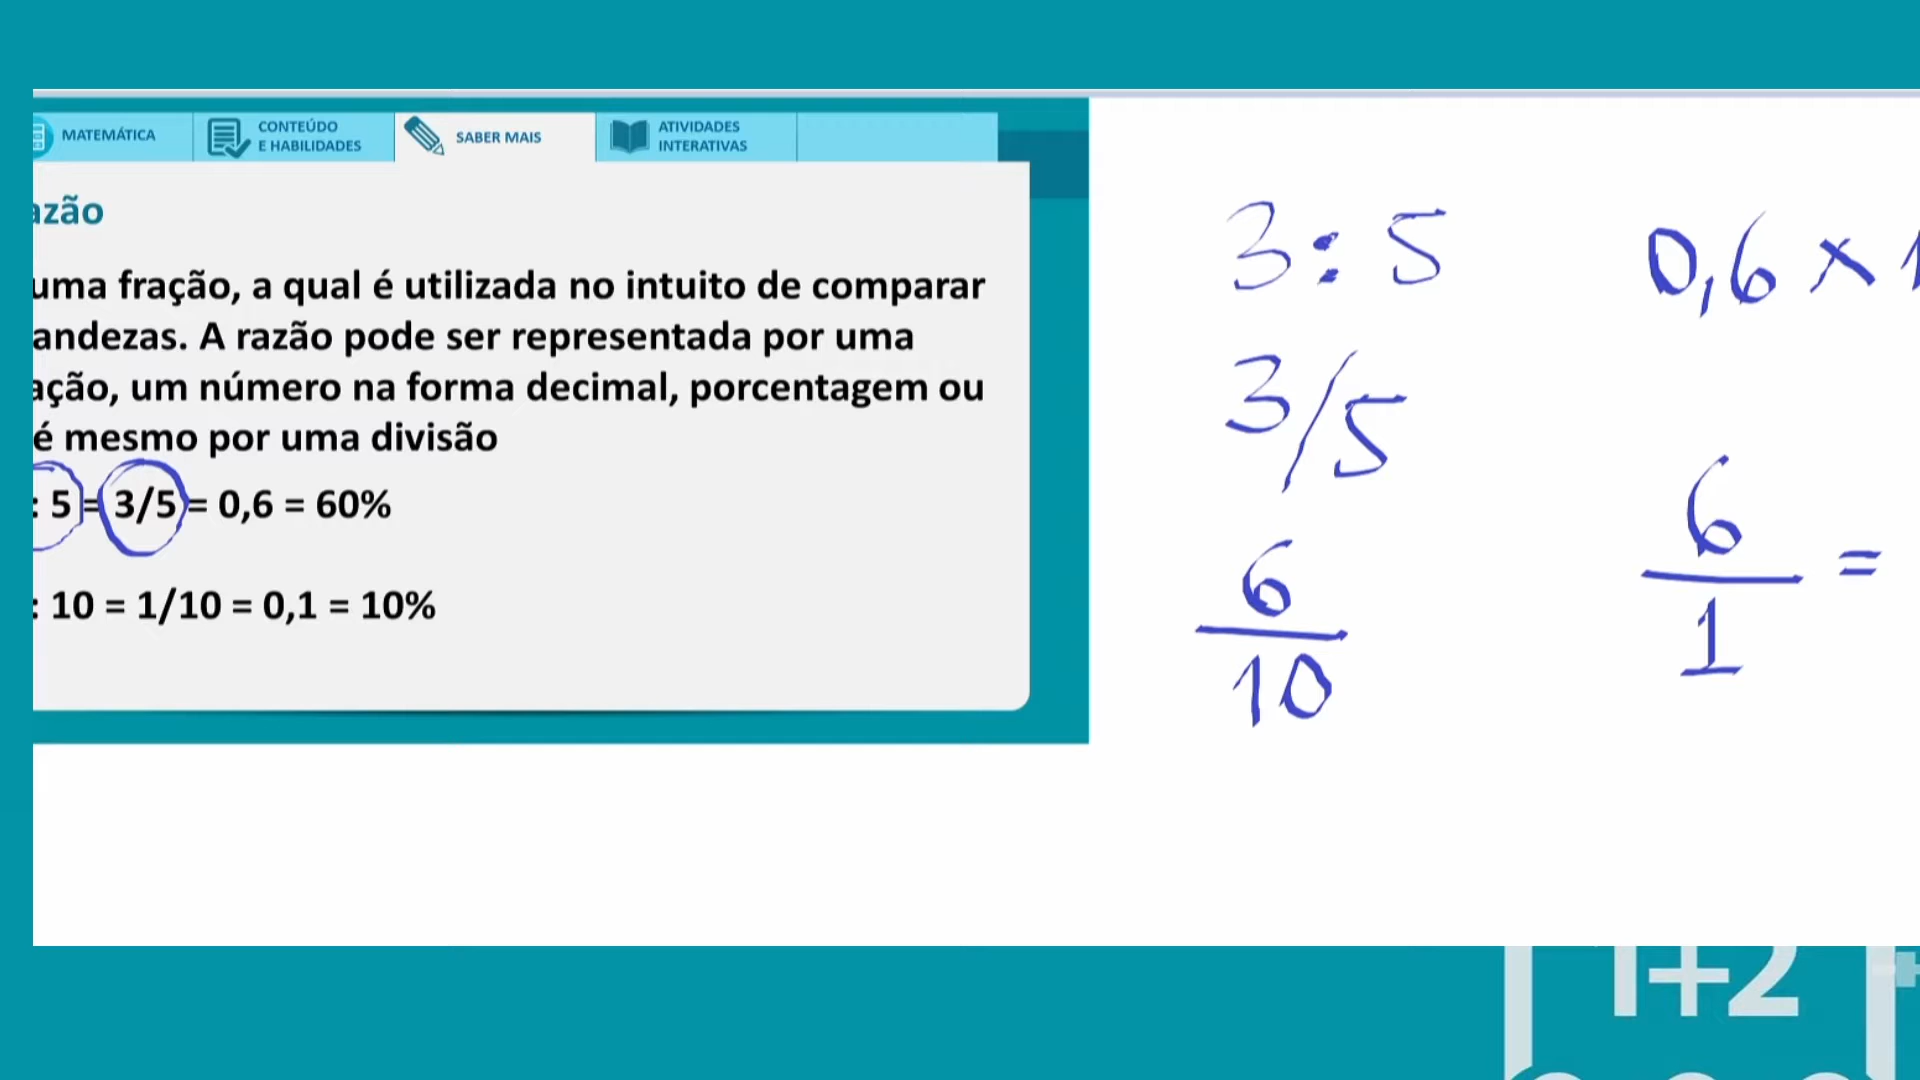 MATEMÁTICA
CONTEÚDO
E HABILIDADES
SABER MAIS
ATIVIDADES
INTERATIVAS
azão
uma fração, a qual é utilizada no intuito de comparar
andezas. A razão pode ser representada por uma
ação, um número na forma decimal, porcentagem ou
é mesmo por uma divisão
: 5 = 3/5 = 0,6 = 60%
: 10 = 1/10 = 0,1 = 10%
3:5
3/5
6
10
0,6 × 1
6
1
=
1+2